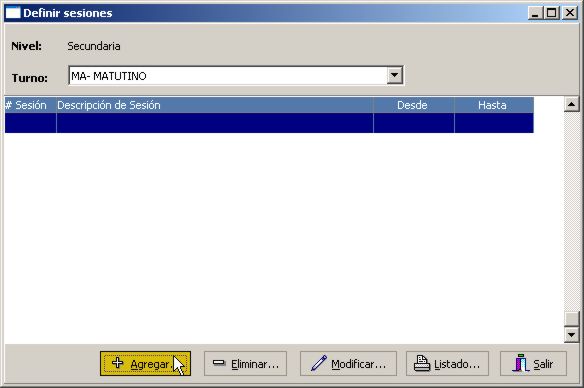 Definir sesiones
Nivel: Secundaria
Turno: MA- MATUTINO
# Sesión Descripción de Sesión Desde Hasta
Agregar... Eliminar... Modificar... Listado... Salir